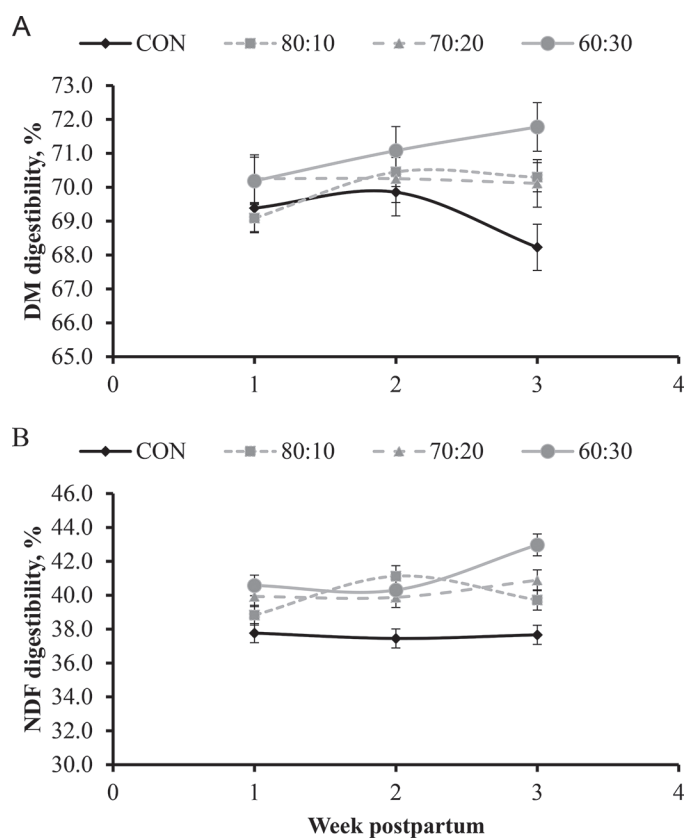 A
CON 80:10 70:20 60:30
73.0
72.0
71.0
70.0
69.0
68.0
67.0
66.0
65.0
DM digestibility, %
0 1 2 3 4
B
CON 80:10 70:20 60:30
46.0
44.0
42.0
40.0
38.0
36.0
34.0
32.0
30.0
NDF digestibility, %
0 1 2 3 4
Week postpartum